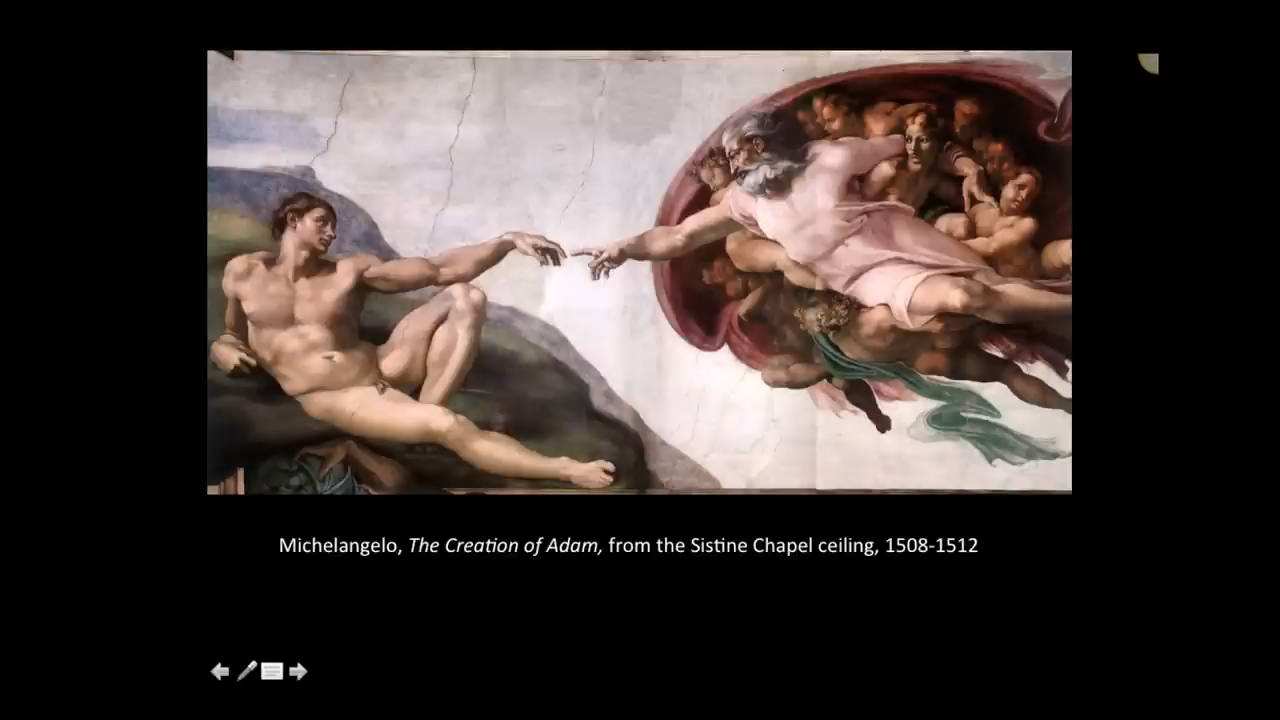 Michelangelo, The Creation of Adam, from the Sistine Chapel ceiling, 1508-1512